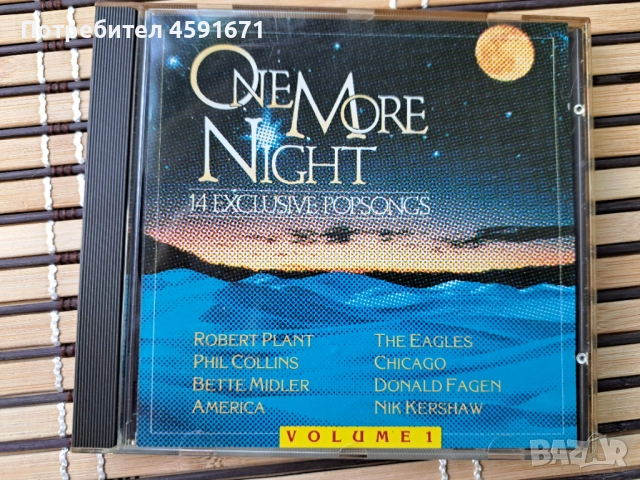 Потребител 4591671
ONE MORE
NIGHT
14 EXCLUSIVE POPSONGS
ROBERT PLANT THE EAGLES
PHIL COLLINS CHICAGO
BETTE MIDLER DONALD FAGEN
AMERICA NIK KERSHAW
VOLUME 1
BAZAR